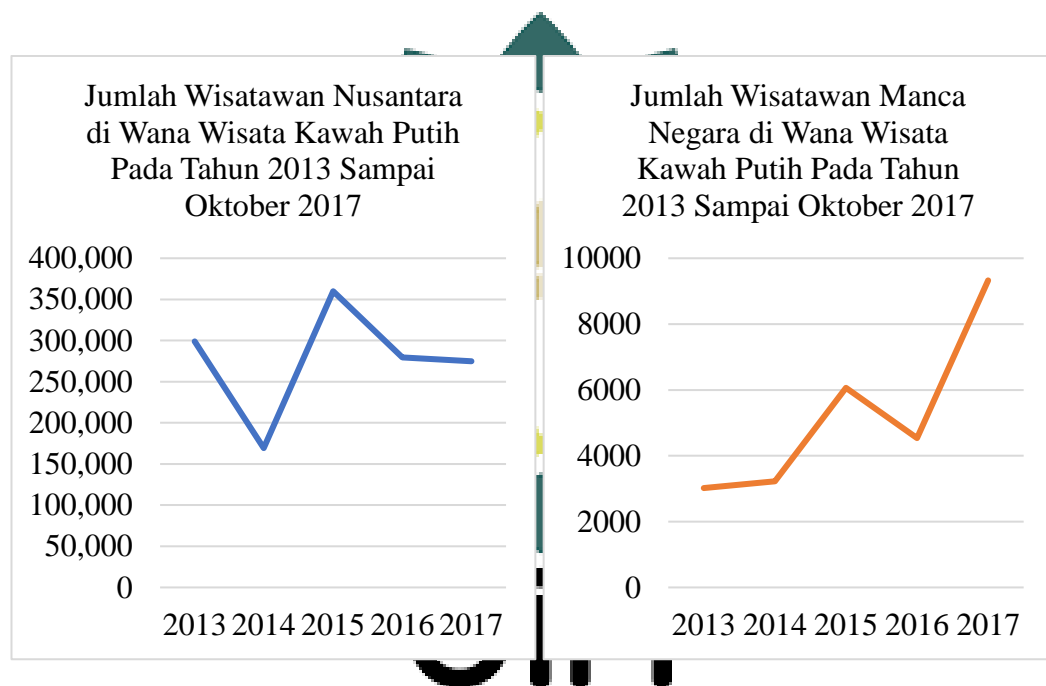 Jumlah Wisatawan Nusantara
di Wana Wisata Kawah Putih
Pada Tahun 2013 Sampai
Oktober 2017
400,000
350,000
300,000
250,000
200,000
150,000
100,000
50,000
0
2013 2014 2015 2016 2017
Jumlah Wisatawan Manca
Negara di Wana Wisata
Kawah Putih Pada Tahun
2013 Sampai Oktober 2017
10000
8000
6000
4000
2000
0
2013 2014 2015 2016 2017